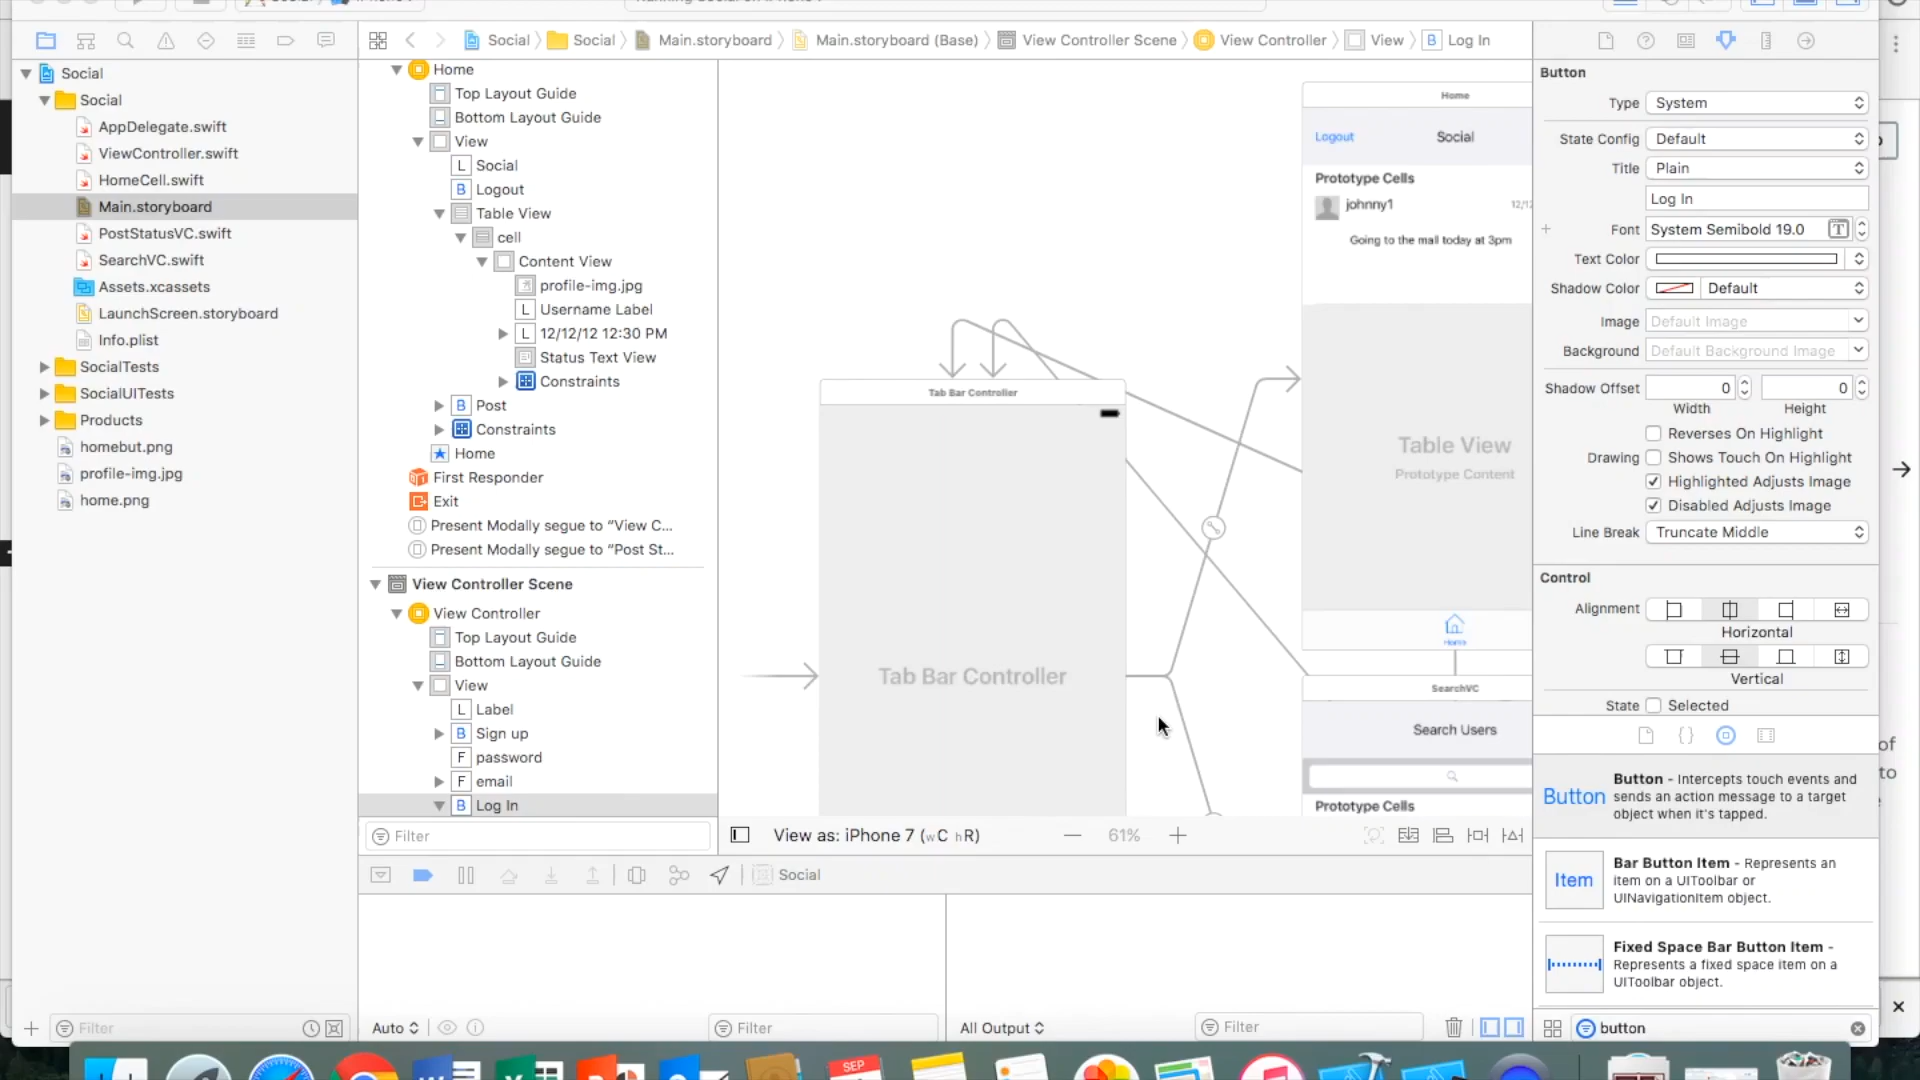 Social
Social
Main.storyboard
Main.storyboard (Base)
View Controller Scene
View Controller
View
B Log In
Social
Social
AppDelegate.swift
ViewController.swift
HomeCell.swift
Main.storyboard
PostStatusVC.swift
SearchVC.swift
Assets.xcassets
LaunchScreen.storyboard
Info.plist
SocialTests
SocialUITests
Products
homebut.png
profile-img.jpg
home.png
Filter
Home
Top Layout Guide
Bottom Layout Guide
View
L Social
B Logout
Table View
cell
Content View
profile-img.jpg
L Username Label
L 12/12/12 12:30 PM
Status Text View
Constraints
B Post
Constraints
Home
First Responder
Exit
Present Modally segue to “View C...
Present Modally segue to “Post St...
View Controller Scene
View Controller
Top Layout Guide
Bottom Layout Guide
View
L Label
B Sign up
F password
F email
B Log In
Filter
Tab Bar Controller
Tab Bar Controller
Home
Logout
Social
Prototype Cells
johnny1
12/12
Going to the mall today at 3pm
Table View
Prototype Content
Home
SearchVC
Search Users
Prototype Cells
View as: iPhone 7 (wC hR)
61%
Social
Auto
Filter
All Output
Filter
Button
Type System
State Config Default
Title Plain
Log In
Font System Semibold 19.0 T
Text Color
Shadow Color Default
Image Default Image
Background Default Background Image
Shadow Offset 0 0
Width Height
Reverses On Highlight
Drawing Shows Touch On Highlight
Highlighted Adjusts Image
Disabled Adjusts Image
Line Break Truncate Middle
Control
Alignment
Horizontal
Vertical
State Selected
Button
Button - Intercepts touch events and
sends an action message to a target
object when it's tapped.
Item
Bar Button Item - Represents an
item on a UIToolbar or
UINavigationItem object.
Fixed Space Bar Button Item -
Represents a fixed space item on a
UIToolbar object.
button
of
to
SEP